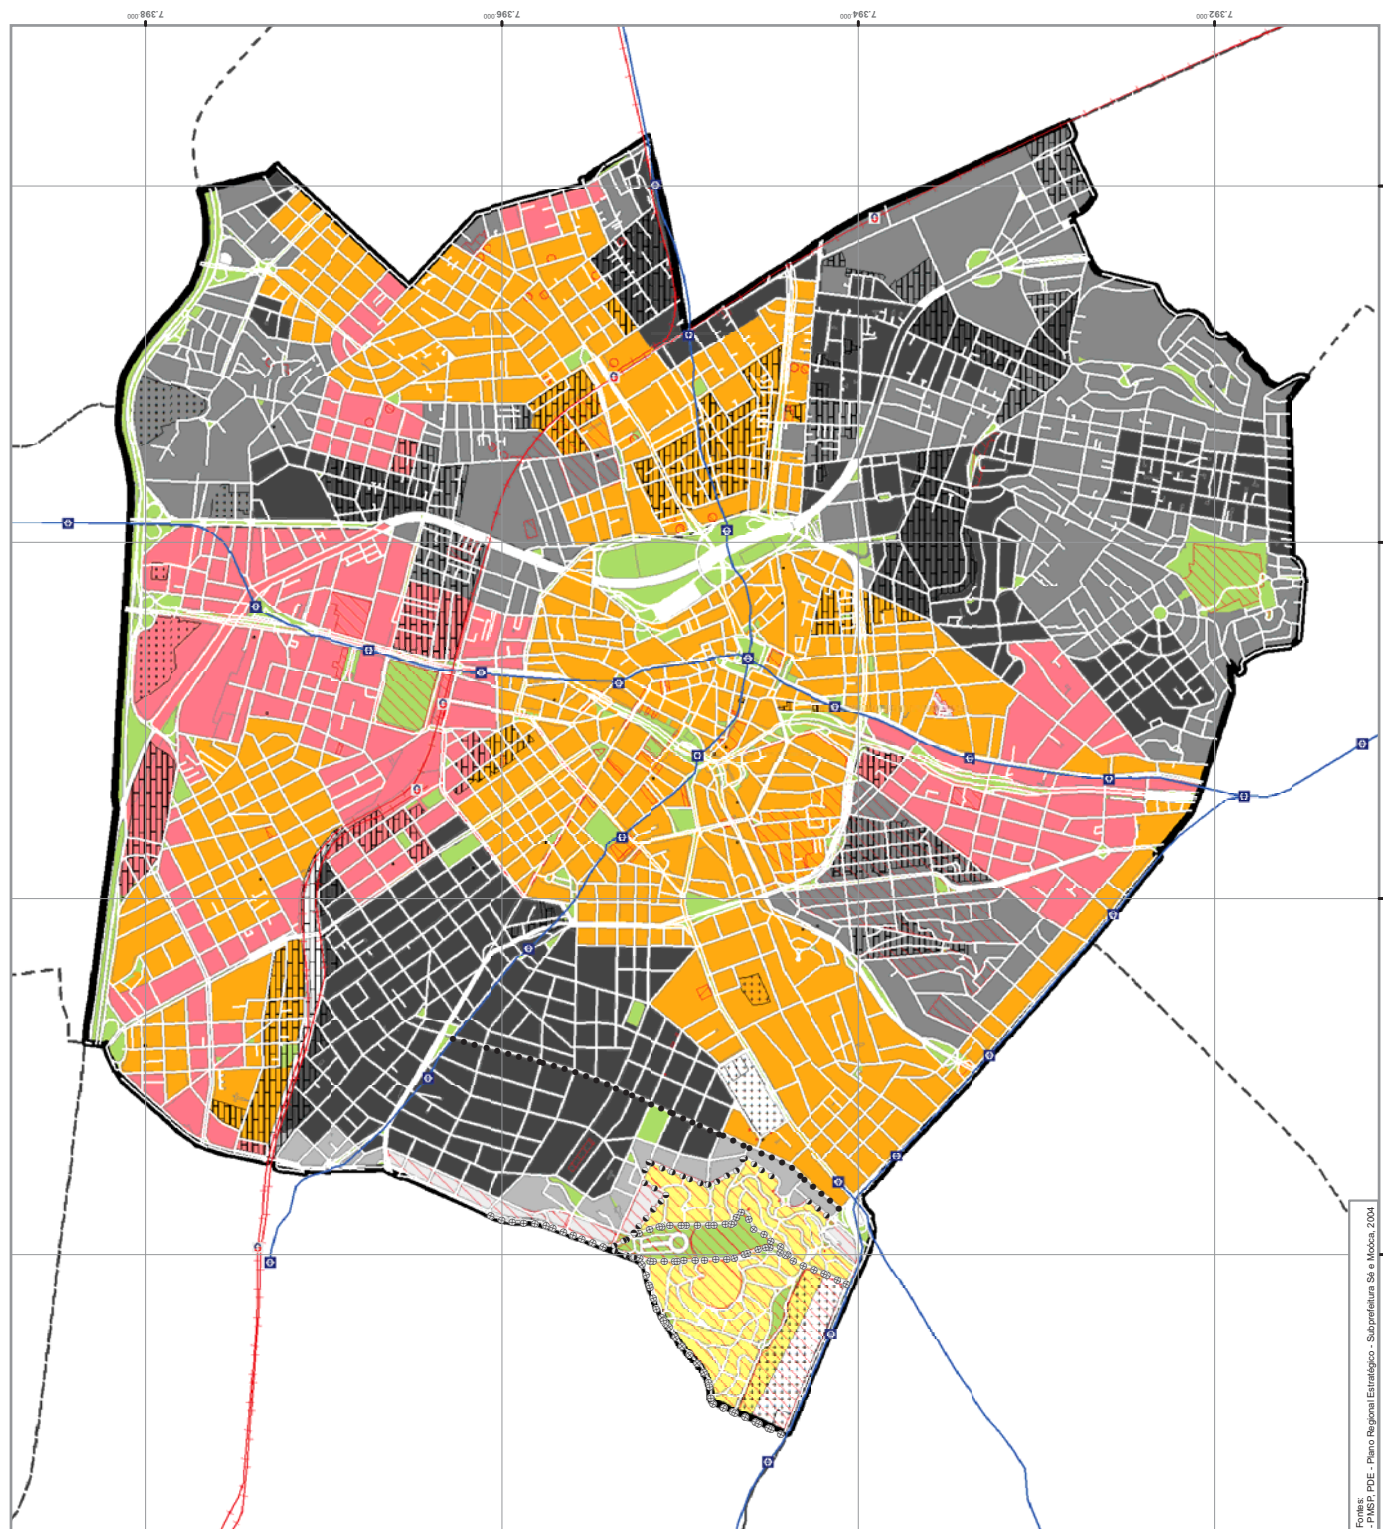 7.398.000
7.396.000
7.394.000
7.392.000
Fontes:
- PMSP, PDE - Plano Regional Estratégico - Subprefeitura Sé e Moóca, 2004